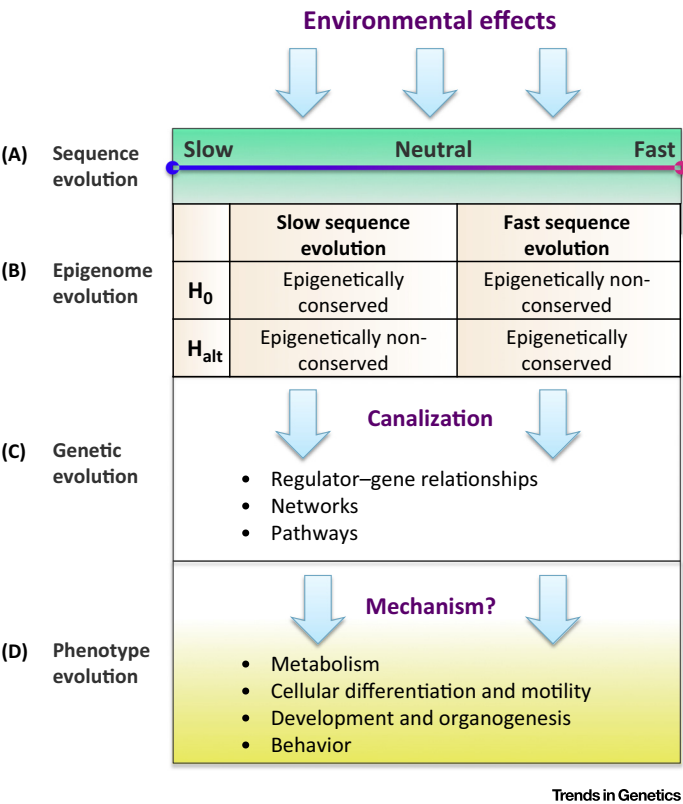 Environmental effects
(A) Sequence evolution
Slow Neutral Fast
Slow sequence evolution
Fast sequence evolution
(B) Epigenome evolution
H0
Epigenetically conserved
Epigenetically non-conserved
Halt
Epigenetically non-conserved
Epigenetically conserved
Canalization
(C) Genetic evolution
• Regulator–gene relationships
• Networks
• Pathways
Mechanism?
(D) Phenotype evolution
• Metabolism
• Cellular differentiation and motility
• Development and organogenesis
• Behavior
Trends in Genetics